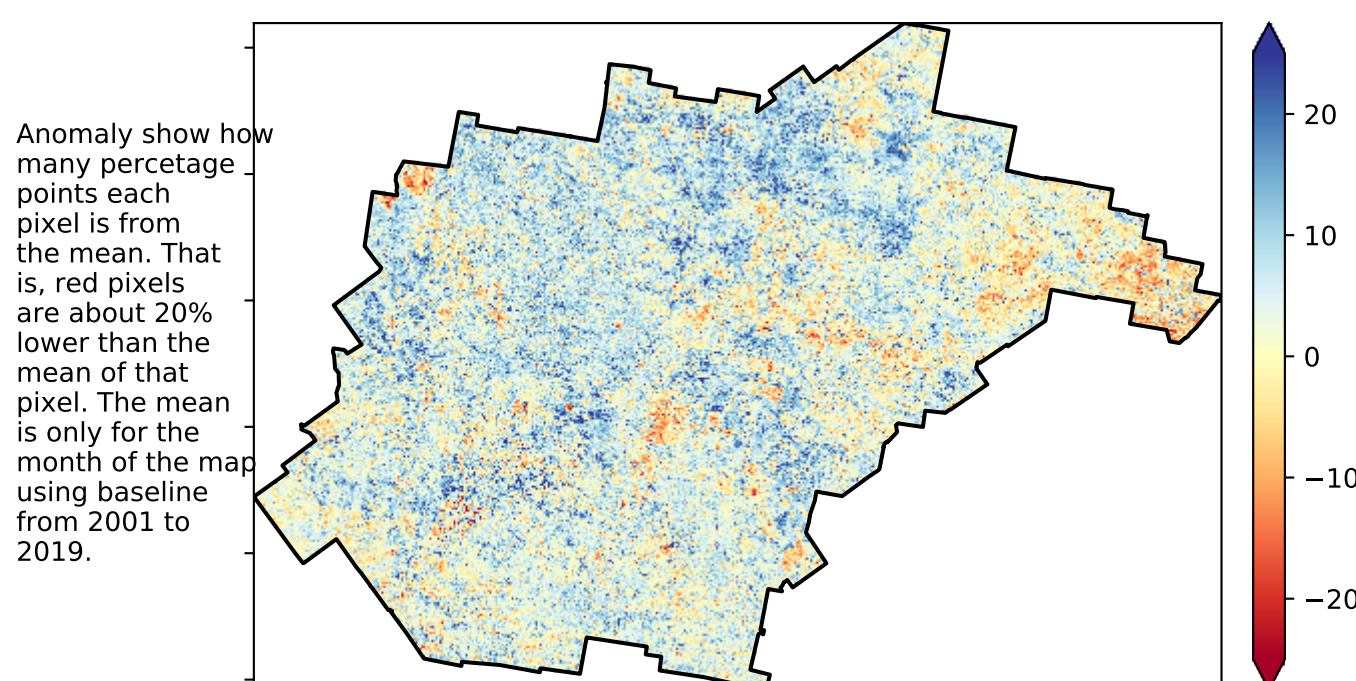 Anomaly show how
many percetage
points each
pixel is from
the mean. That
is, red pixels
are about 20%
lower than the
mean of that
pixel. The mean
is only for the
month of the map
using baseline
from 2001 to
2019.
20
10
0
−10
−20